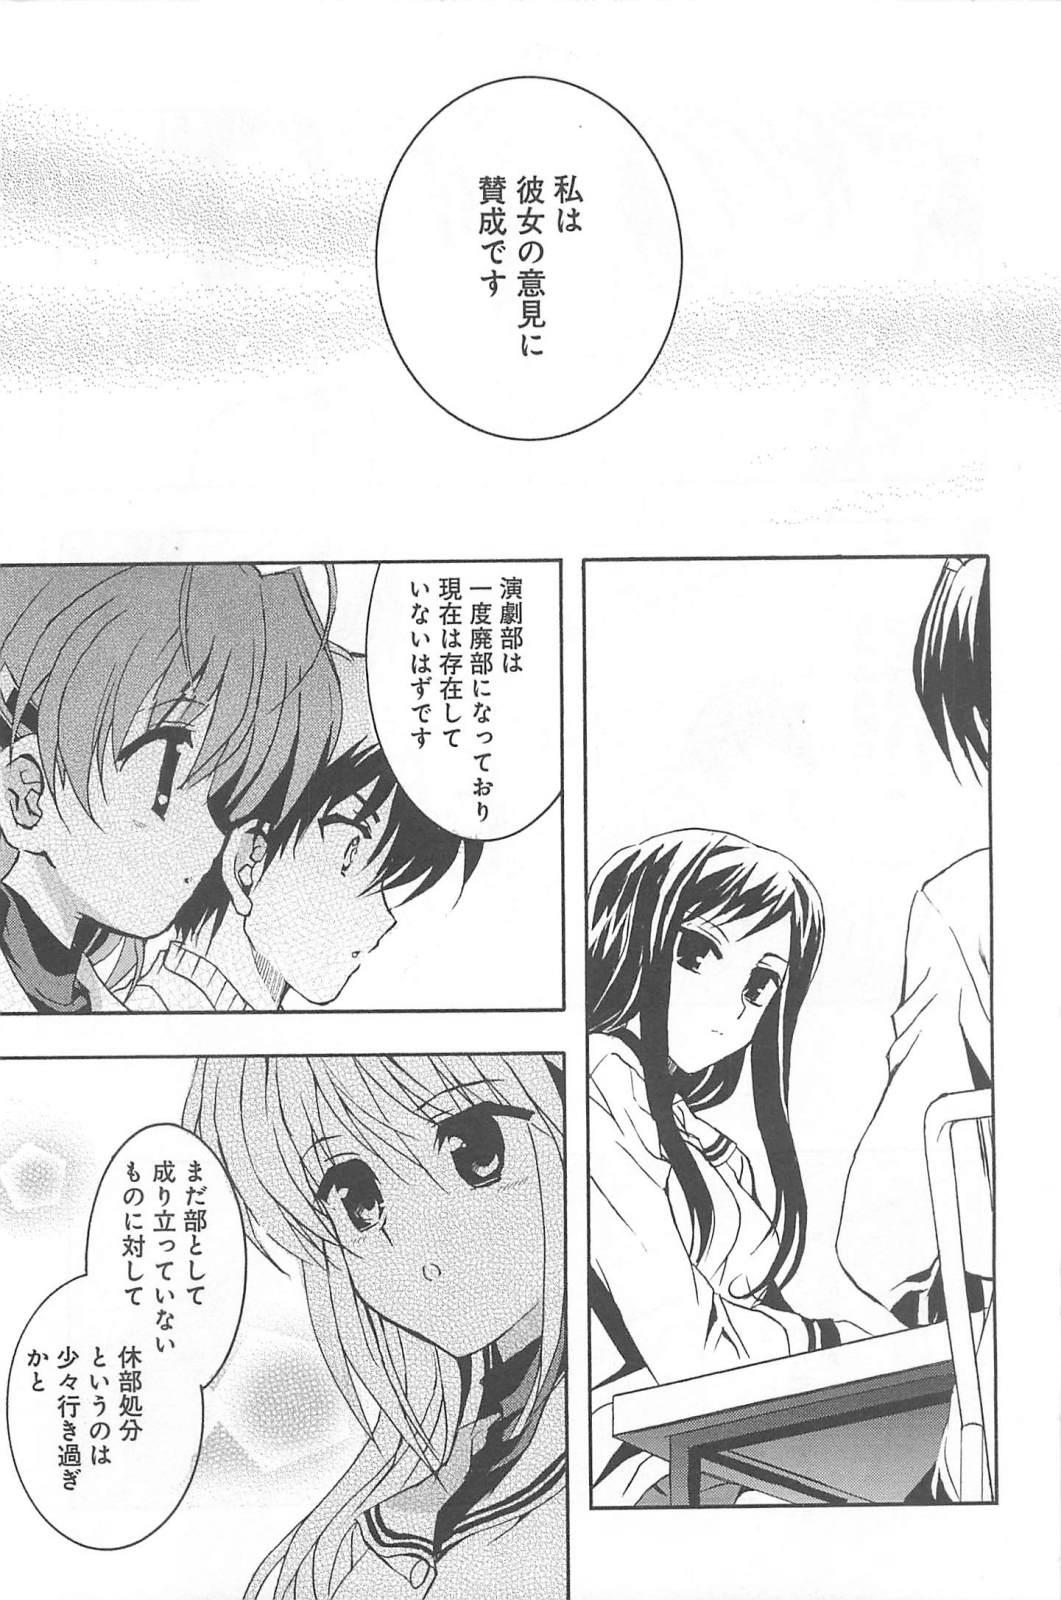 私は
彼女の意見に
賛成です
演劇部は
一度廃部になっており
現在は存在して
いないはずです
まだ部として
成り立っていない
ものに対して
休部処分
というのは
少々行き過ぎ
かと